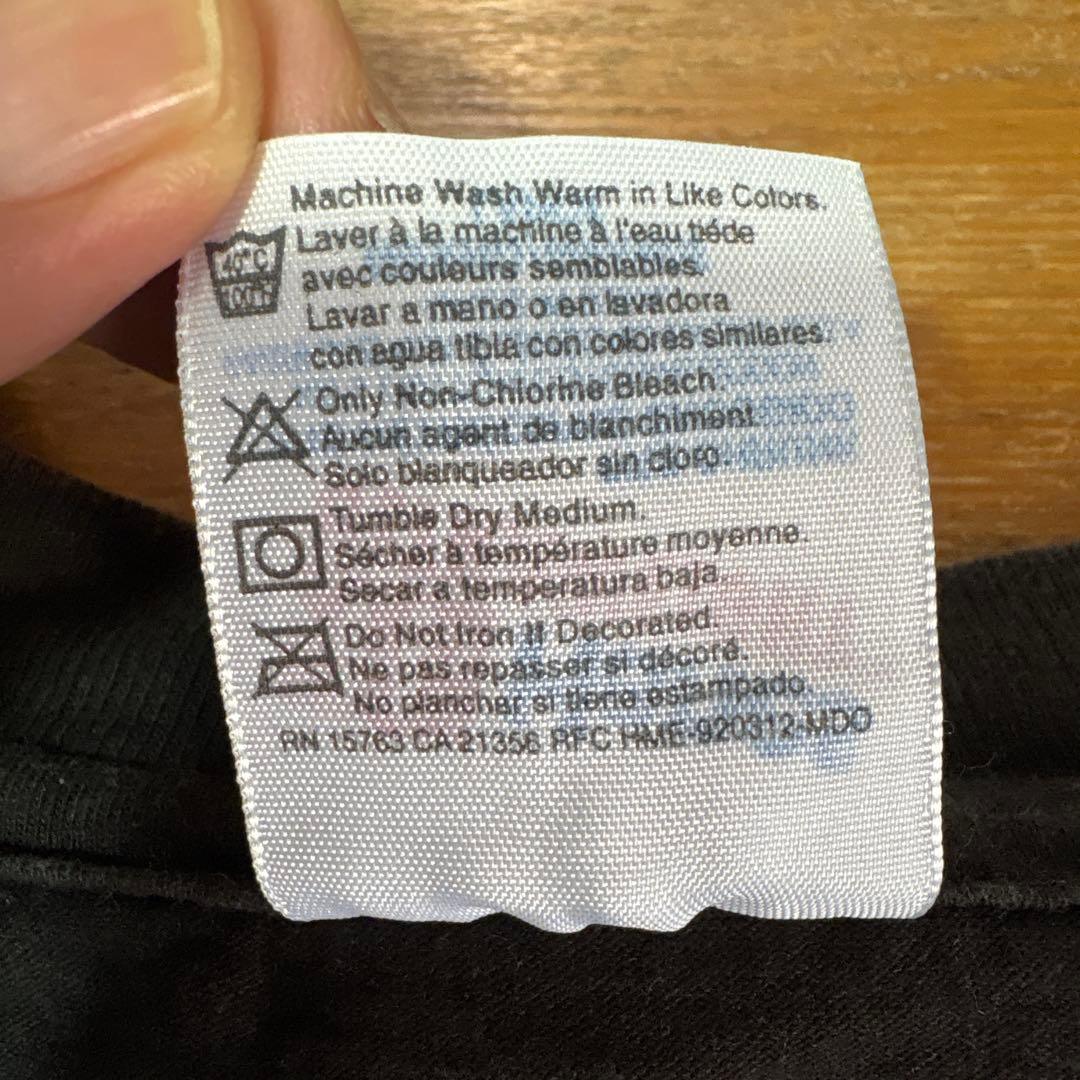 Machine Wash Warm in Like Colors.
Laver à la machine à l'eau tiéde
avec couleurs semblables.
40°C
100°F
Lavar a mano o en lavadora
con agua tibia con colores similares.
Only Non-Chlorine Bleach.
Aucun agent de blanchiment.
Solo blanqueador sin cloro.
Tumble Dry Medium.
Sécher à température moyenne.
Secar a temperatura baja.
Do Not Iron If Decorated.
Ne pas repasser si décoré.
No planchar si tiene estampado.
RN 15763 CA 21356 RFC HME-920312-MDO